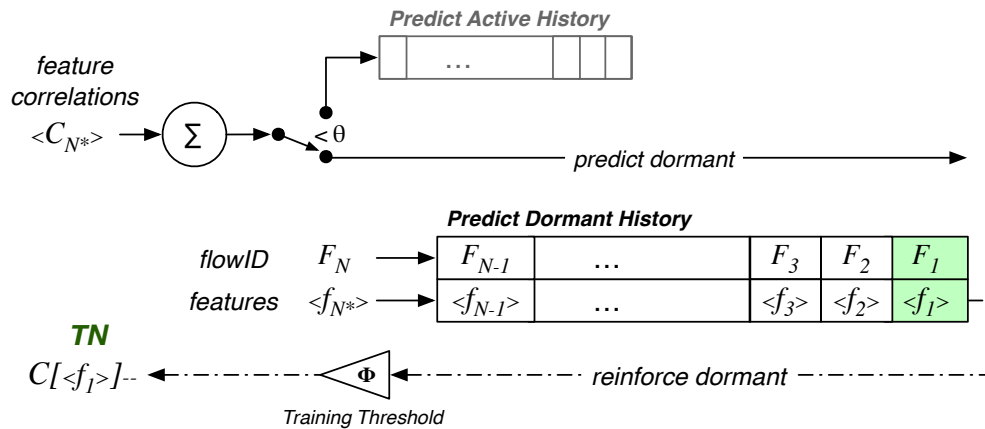 Predict Active History
...
feature
correlations
<C_N*>
Σ
< θ
predict dormant
Predict Dormant History
flowID F_N F_N-1 ... F_3 F_2 F_1
features <f_N*> <f_N-1> ... <f_3> <f_2> <f_1>
TN
C[<f_1>]--
Φ
reinforce dormant
Training Threshold